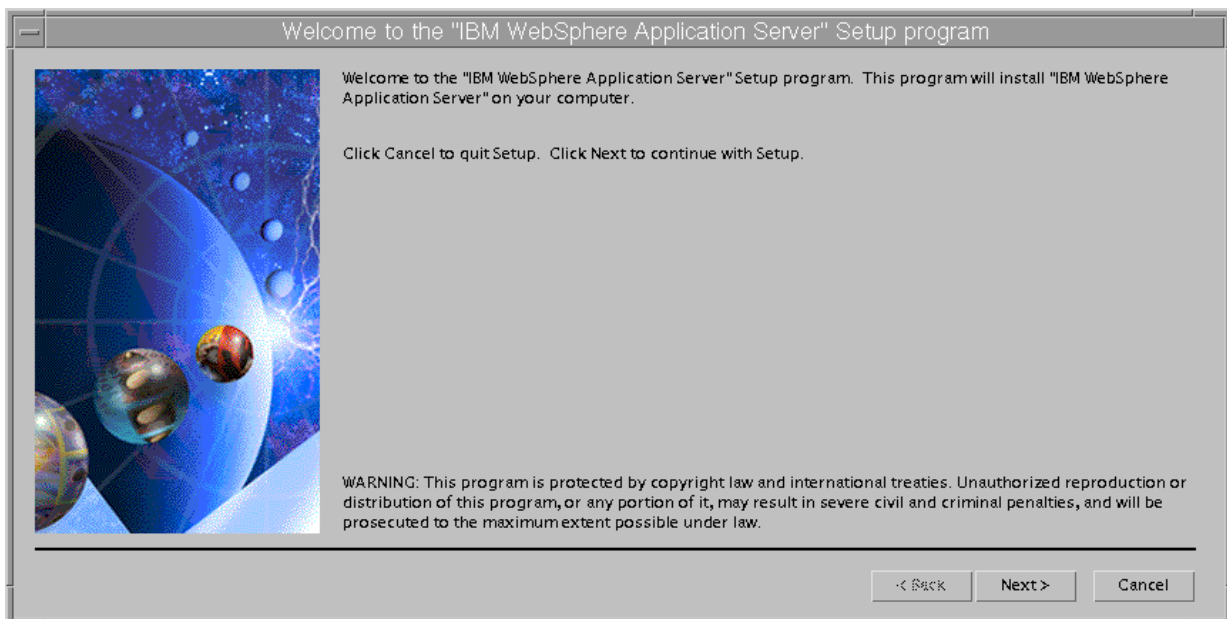 Welcome to the "IBM WebSphere Application Server" Setup program
Welcome to the "IBM WebSphere Application Server" Setup program. This program will install "IBM WebSphere
Application Server" on your computer.
Click Cancel to quit Setup. Click Next to continue with Setup.
WARNING: This program is protected by copyright law and international treaties. Unauthorized reproduction or
distribution of this program, or any portion of it, may result in severe civil and criminal penalties, and will be
prosecuted to the maximum extent possible under law.
< Back Next > Cancel